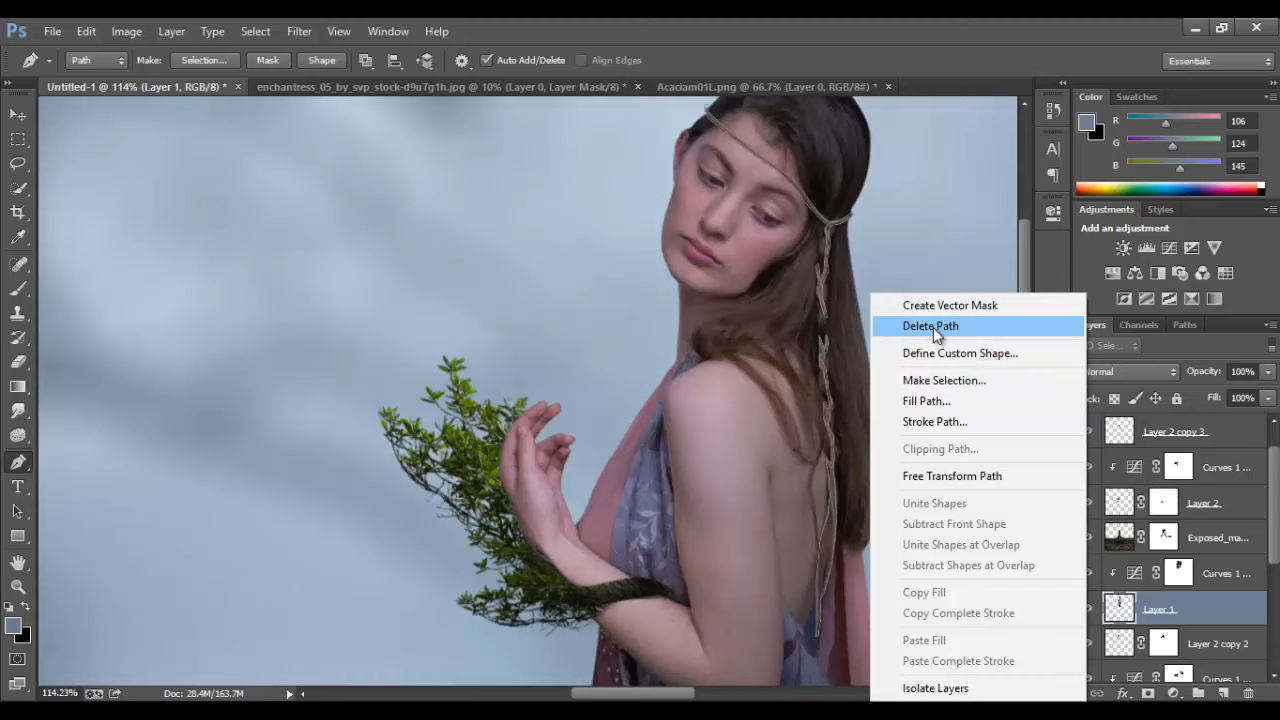 Ps File Edit Image Layer Type Select Filter View Window Help
Path Make: Selection... Mask Shape Auto Add/Delete Align Edges Essentials
Untitled-1 @ 114% (Layer 1, RGB/8) * × enchantress_05_by_svp_stock-d9u7g1h.jpg @ 10% (Layer 0, Layer Mask/8) * × Acaciam01L.png @ 66.7% (Layer 0, RGB/8#) * ×
Color Swatches
R 106
G 124
B 145
Adjustments Styles
Add an adjustment
Create Vector Mask
Delete Path
Define Custom Shape...
Make Selection...
Fill Path...
Stroke Path...
Clipping Path...
Free Transform Path
Unite Shapes
Subtract Front Shape
Unite Shapes at Overlap
Subtract Shapes at Overlap
Copy Fill
Copy Complete Stroke
Paste Fill
Paste Complete Stroke
Isolate Layers
ayers Channels Paths
Sele...
Normal Opacity: 100%
ck: Fill: 100%
Layer 2 copy 3
Curves 1 ...
Layer 2
Exposed_ma...
Curves 1 ...
Layer 1
Layer 2 copy 2
Curves 1 ...
114.23% Doc: 28.4M/163.7M